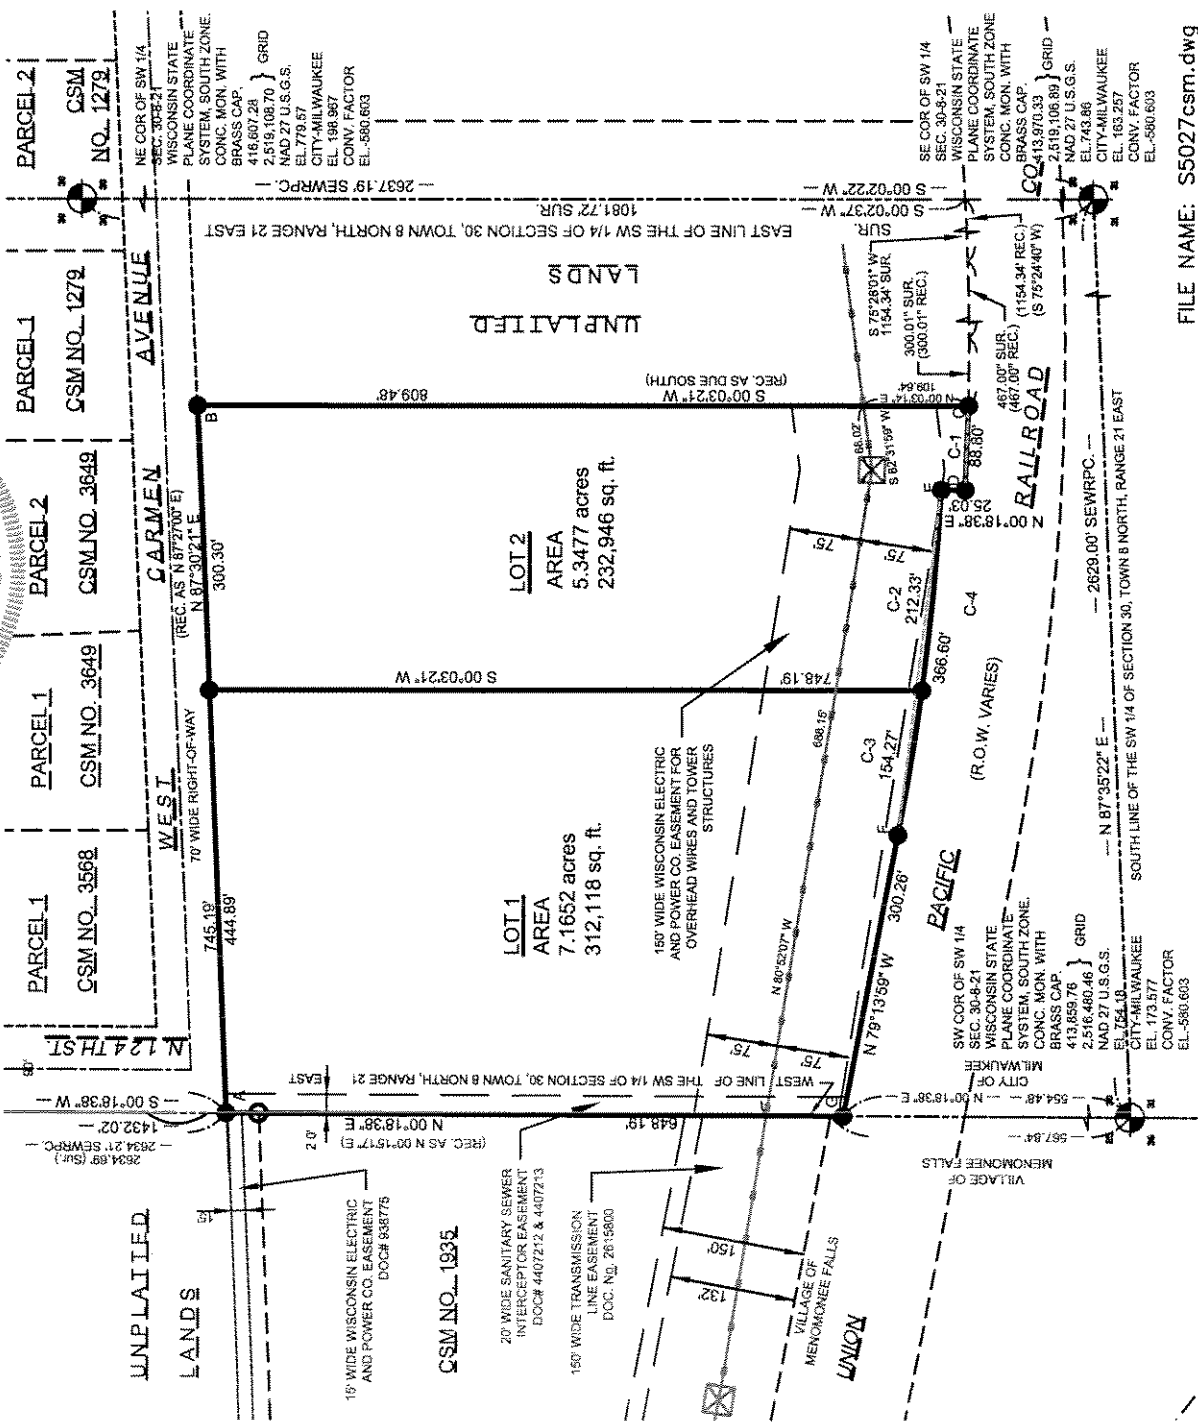 PARCEL 1
CSM NO. 3568
PARCEL 1
CSM NO. 3649
PARCEL 2
CSM NO. 3649
PARCEL 1
CSM NO. 1279
PARCEL 2
CSM
NO. 1279
N 124TH ST
WEST
CARMEN
AVENUE
70' WIDE RIGHT-OF-WAY
(REC. AS N 87°27'00" E)
N 87°30'21" E
300.30'
745.19'
444.89'
NE COR OF SW 1/4
SEC. 30-8-21
WISCONSIN STATE
PLANE COORDINATE
SYSTEM, SOUTH ZONE.
CONC. MON. WITH
BRASS CAP.
416,607.28
2,519,108.70 } GRID
NAD 27 U.S.G.S.
EL.779.57
CITY-MILWAUKEE
EL. 198.967
CONV. FACTOR
EL.-580.603
UNPLATTED
LANDS
15'
15' WIDE WISCONSIN ELECTRIC
AND POWER CO. EASEMENT
DOC# 938775
CSM NO. 1935
20' WIDE SANITARY SEWER
INTERCEPTOR EASEMENT
DOC# 4407212 & 4407213
150' WIDE TRANSMISSION
LINE EASEMENT
DOC. NO. 2615800
150'
132'
VILLAGE OF
MENOMONEE FALLS
UNION
2634.69' (Sur.)
2634.21' SEWRPC
1432.02'
S 00°18'38" W
20'
(REC. AS N 00°15'17" E)
N 00°18'38" E
648.19'
WEST LINE OF THE SW 1/4 OF SECTION 30, TOWN 8 NORTH, RANGE 21 EAST
LOT 1
AREA
7.1652 acres
312,118 sq. ft.
S 00°03'21" W
748.19'
LOT 2
AREA
5.3477 acres
232,946 sq. ft.
B
809.48'
S 00°03'21" W
(REC. AS DUE SOUTH)
UNPLATTED
LANDS
EAST LINE OF THE SW 1/4 OF SECTION 30, TOWN 8 NORTH, RANGE 21 EAST
1081.72' SUR.
2637.19' SEWRPC.
S 00°02'37" W
SUR.
S 00°02'22" W
150' WIDE WISCONSIN ELECTRIC
AND POWER CO. EASEMENT FOR
OVERHEAD WIRES AND TOWER
STRUCTURES
75'
75'
75'
75'
N 80°52'07" W
688.15'
68.02'
S 82°31'59" W
N 00°03'14" E
109.64'
S 75°28'01" W
1154.34' SUR.
300.01' SUR.
(300.01' REC.)
(1154.34' REC.)
(S 75°24'40" W)
467.00' SUR.
(467.00' REC.)
C
C-1
88.80'
D
E
25.03'
N 00°18'38" E
C-2
212.33'
C-3
154.27'
366.60'
C-4
F
300.26'
N 79°13'59" W
G
PACIFIC
(R.O.W. VARIES)
RAILROAD
CO.
SE COR OF SW 1/4
SEC. 30-8-21
WISCONSIN STATE
PLANE COORDINATE
SYSTEM, SOUTH ZONE
CONC. MON. WITH
BRASS CAP.
413,970.33
2,519,106.89 } GRID
NAD 27 U.S.G.S.
EL.743.86
CITY-MILWAUKEE
EL. 163.257
CONV. FACTOR
EL.-580.603
N 87°35'22" E
2629.00' SEWRPC.
SOUTH LINE OF THE SW 1/4 OF SECTION 30, TOWN 8 NORTH, RANGE 21 EAST
VILLAGE OF
MENOMONEE FALLS
567.84'
554.48'
N 00°18'38" E
CITY OF
MILWAUKEE
SW COR OF SW 1/4
SEC. 30-8-21
WISCONSIN STATE
PLANE COORDINATE
SYSTEM, SOUTH ZONE.
CONC. MON. WITH
BRASS CAP.
413,859.76
2,516,480.46 } GRID
NAD 27 U.S.G.S.
EL.754.18
CITY-MILWAUKEE
EL. 173.577
CONV. FACTOR
EL.-580.603
FILE NAME: S5027csm.dwg